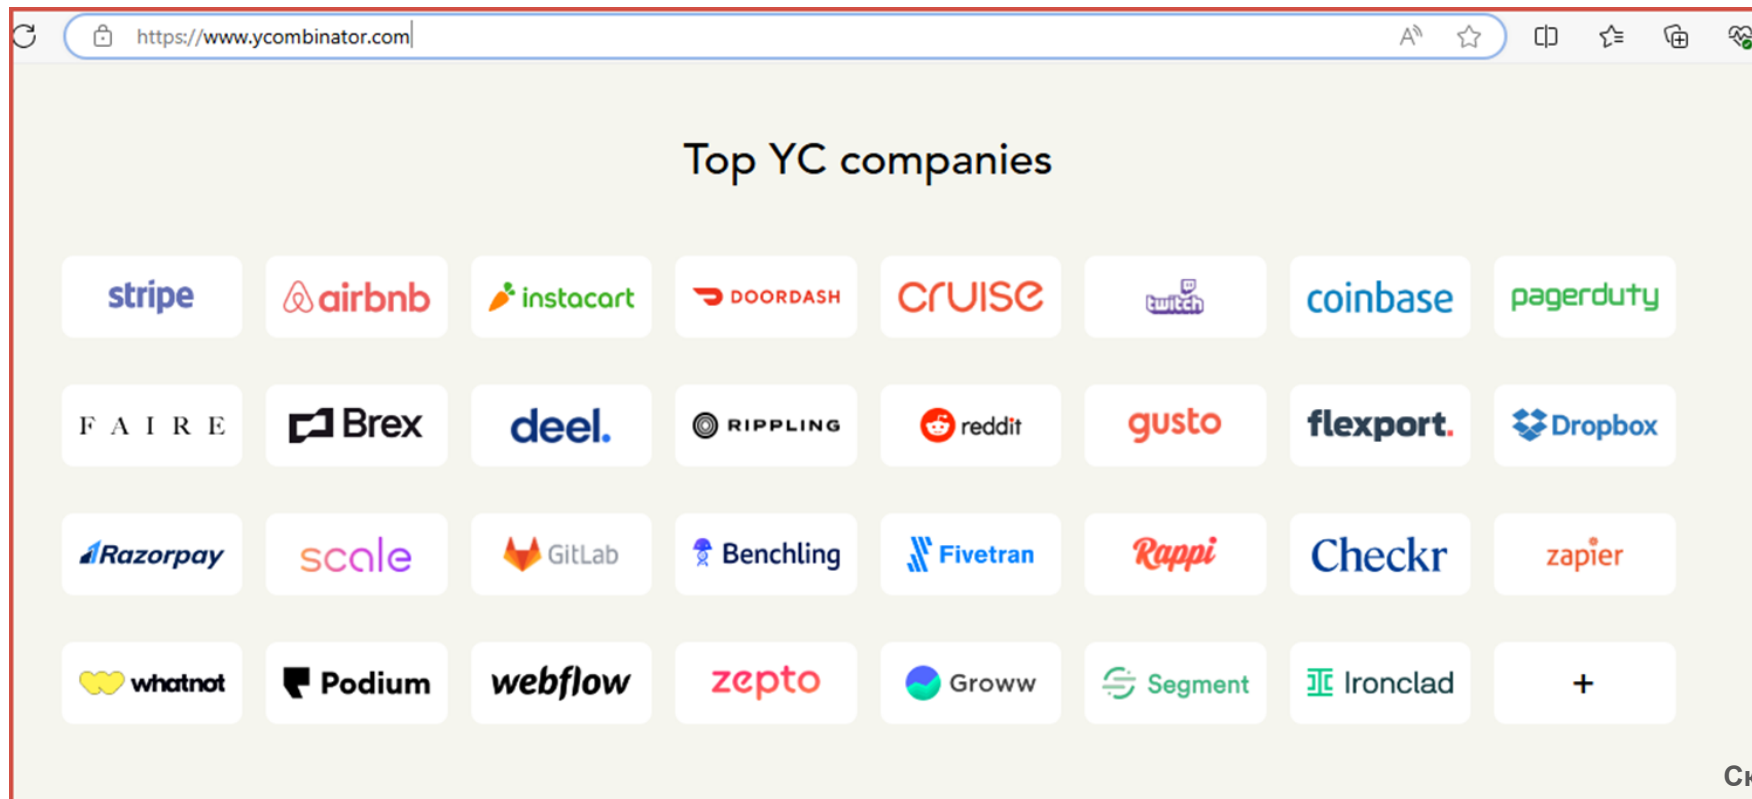 https://www.ycombinator.com
Top YC companies
stripe airbnb instacart DOORDASH cruise twitch coinbase pagerduty
FAIRE Brex deel. RIPPLING reddit gusto flexport. Dropbox
Razorpay scale GitLab Benchling Fivetran Rappi Checkr zapier
whatnot Podium webflow zepto Groww Segment Ironclad +